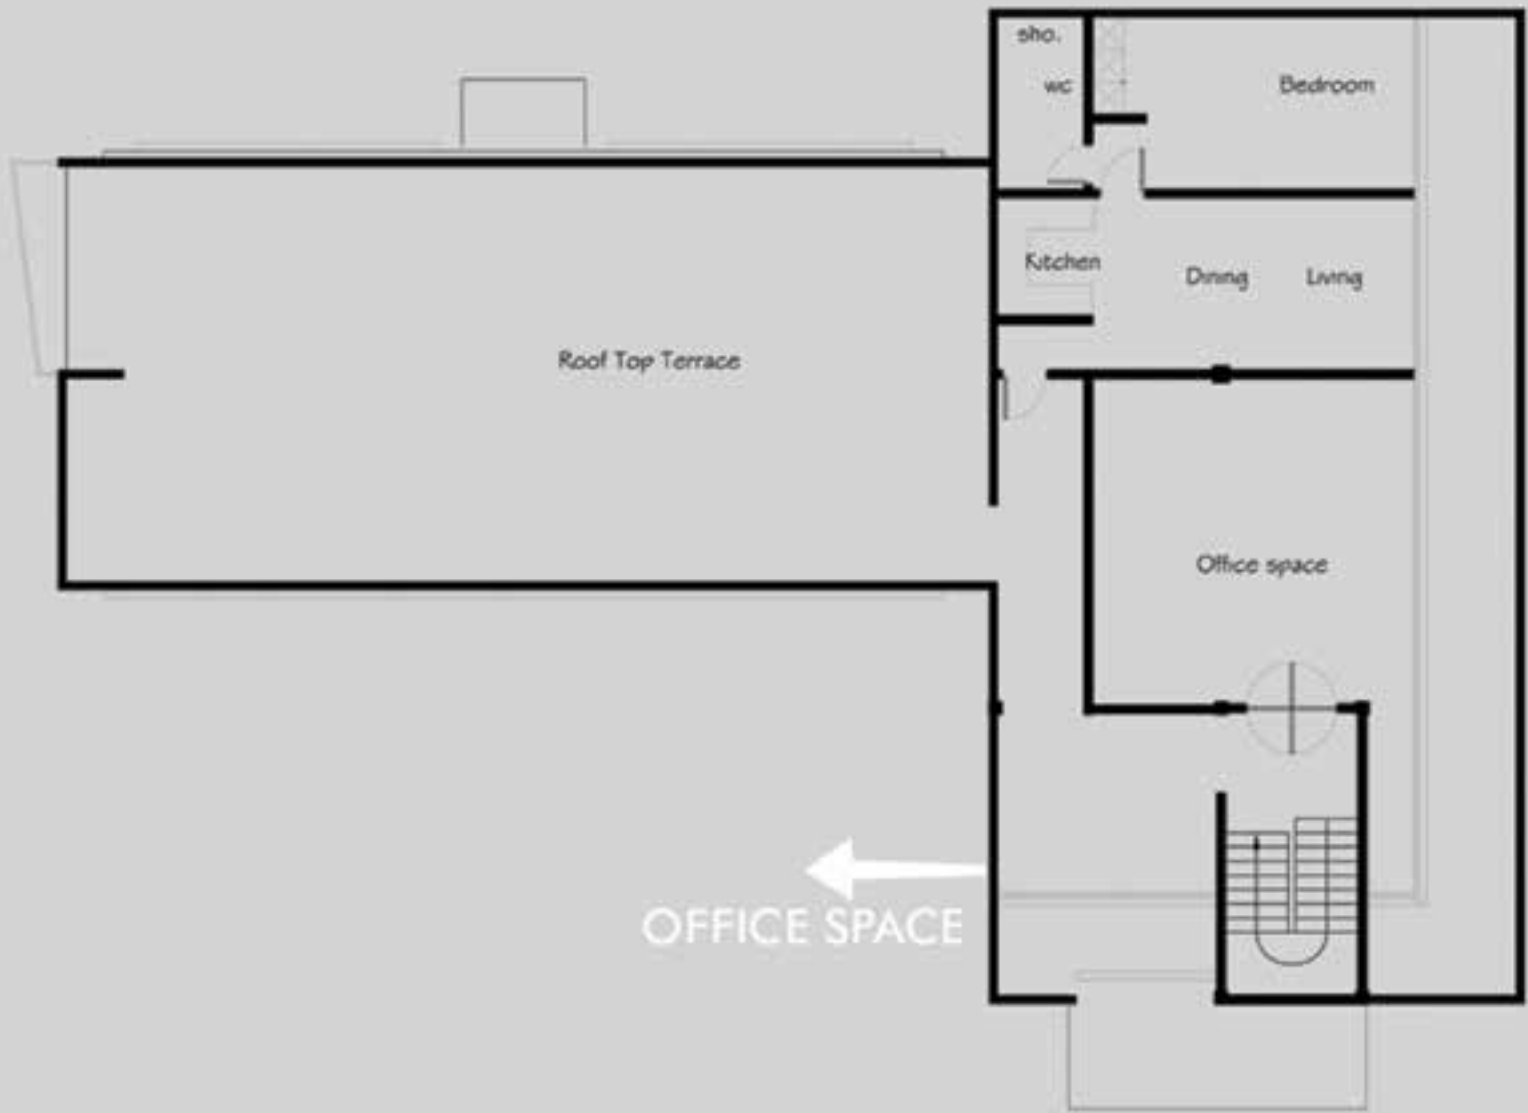 sho.
wc
Bedroom
Kitchen
Dining
Living
Roof Top Terrace
Office space
OFFICE SPACE